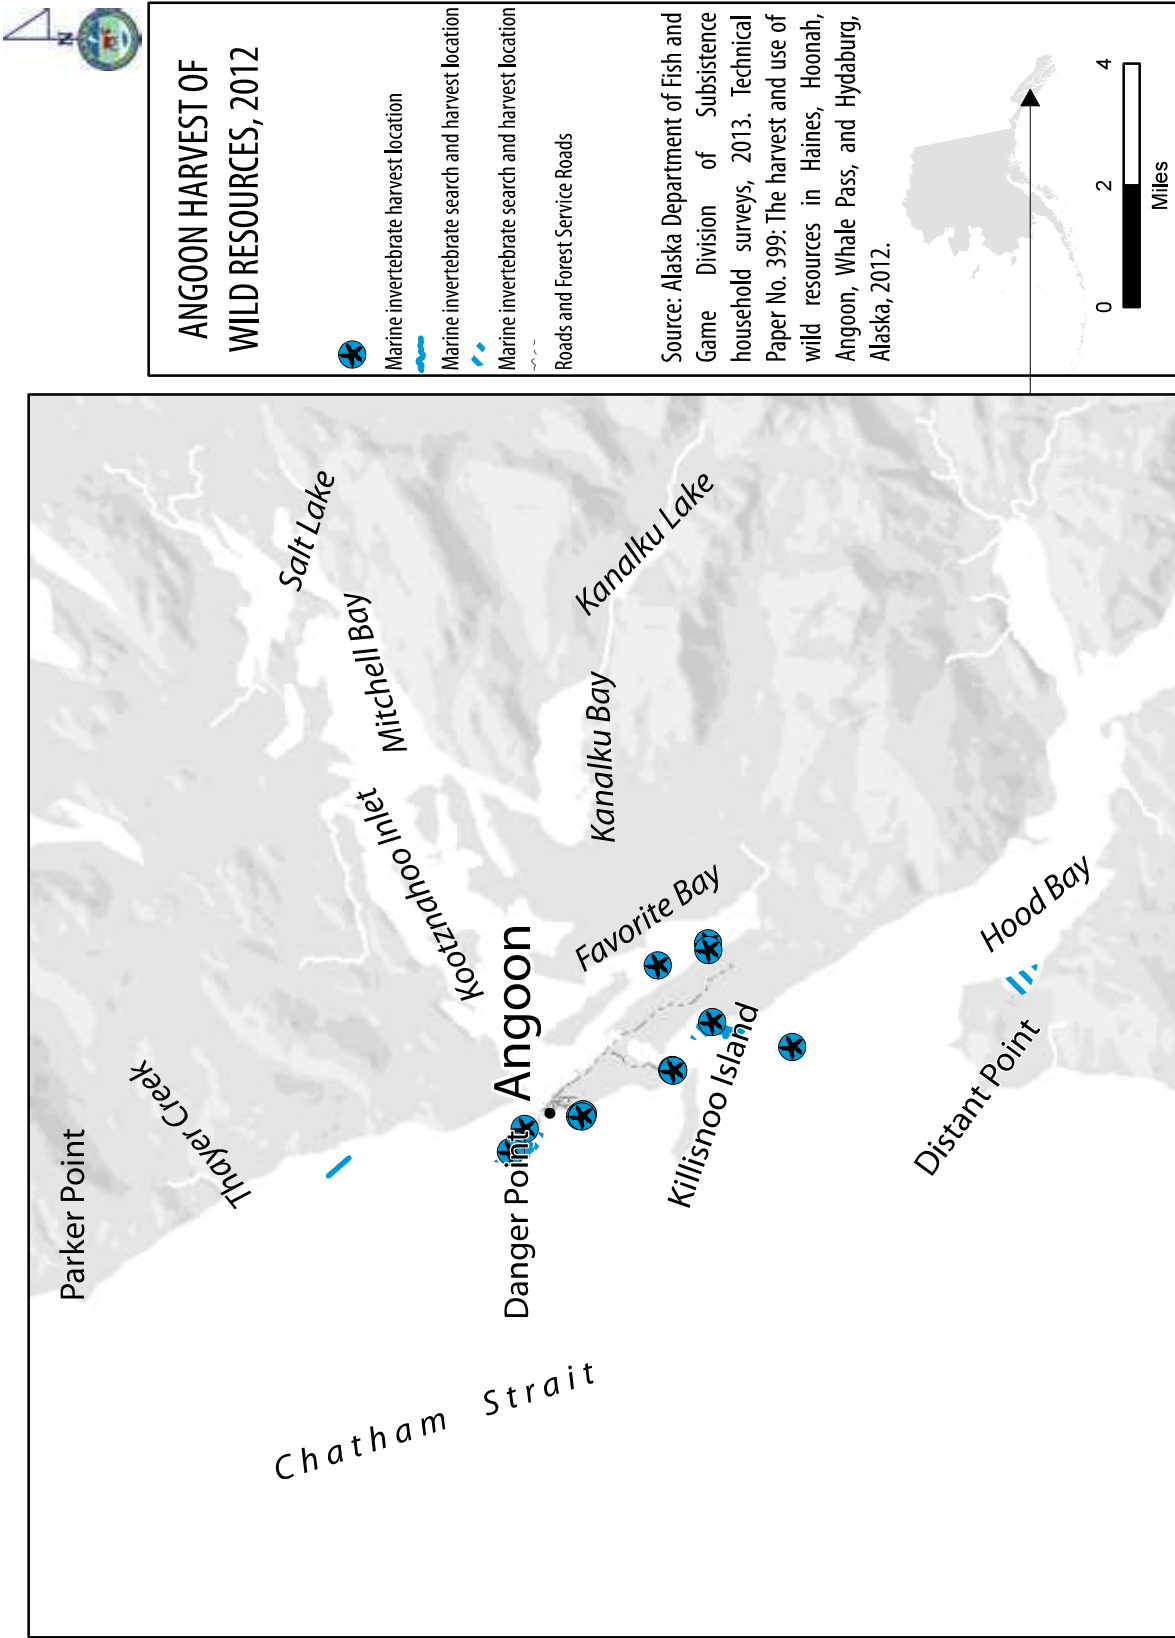 N
ANGOON HARVEST OF
WILD RESOURCES, 2012
Marine invertebrate harvest location
Marine invertebrate search and harvest location
Marine invertebrate search and harvest location
Roads and Forest Service Roads
Source: Alaska Department of Fish and
Game Division of Subsistence
household surveys, 2013. Technical
Paper No. 399: The harvest and use of
wild resources in Haines, Hoonah,
Angoon, Whale Pass, and Hydaburg,
Alaska, 2012.
0 2 4
Miles
Parker Point
Thayer Creek
Salt Lake
Mitchell Bay
Kootznahoo Inlet
Kanalku Lake
Kanalku Bay
Angoon
Danger Point
Favorite Bay
Killisnoo Island
Hood Bay
Distant Point
Chatham Strait